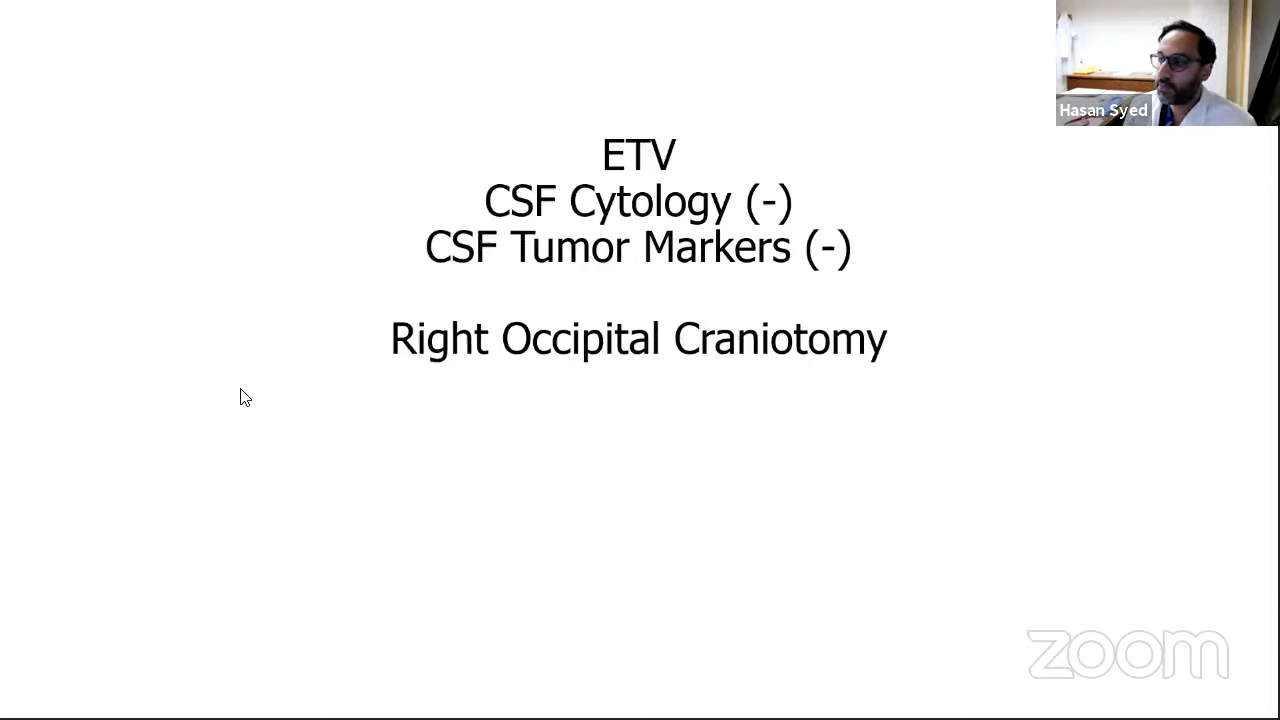 Hasan Syed
ETV
CSF Cytology (-)
CSF Tumor Markers (-)
Right Occipital Craniotomy
zoom